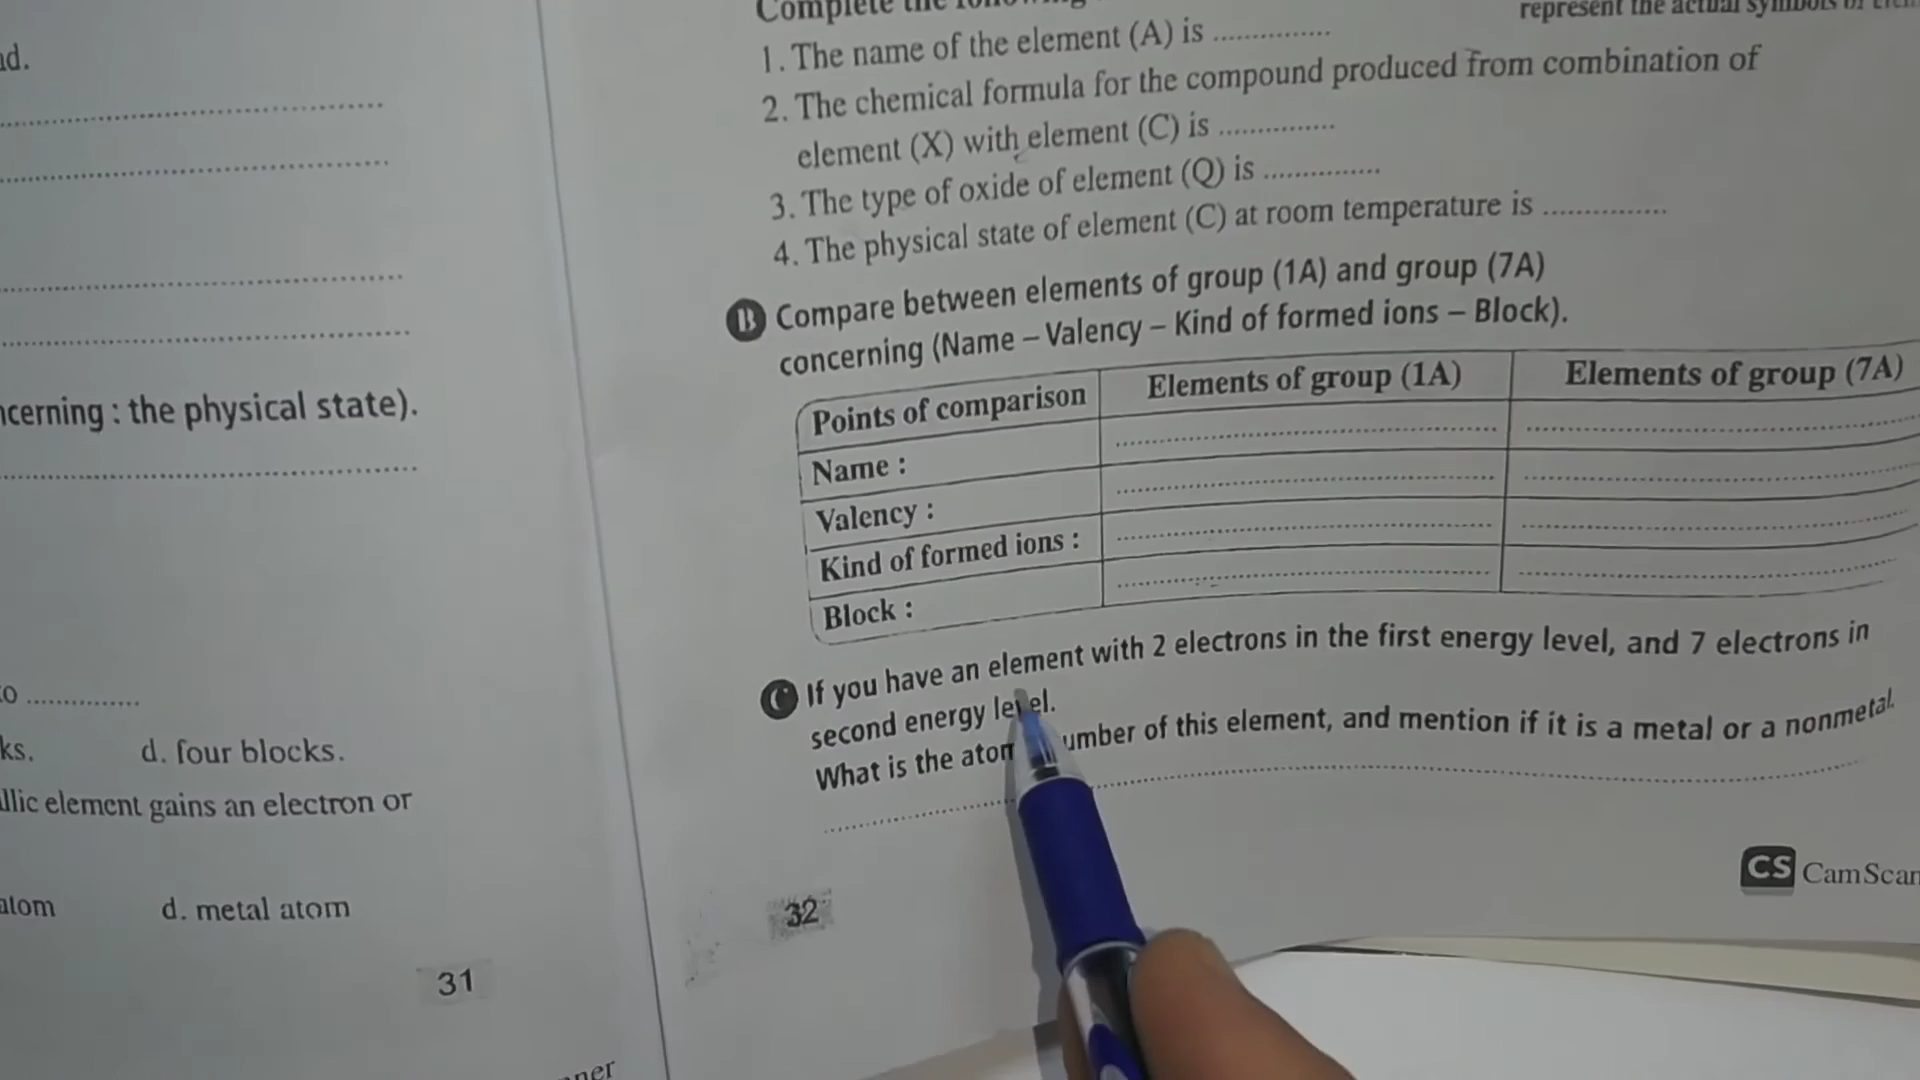 d.
cerning : the physical state).
o ...............
ks. d. four blocks.
llic element gains an electron or
atom d. metal atom
31
ner
Complete the
represent the actual symbols of
1. The name of the element (A) is ...............
2. The chemical formula for the compound produced from combination of
element (X) with element (C) is ...............
3. The type of oxide of element (Q) is ...............
4. The physical state of element (C) at room temperature is ...............
B Compare between elements of group (1A) and group (7A)
concerning (Name – Valency – Kind of formed ions – Block).
Points of comparison Elements of group (1A) Elements of group (7A)
Name :
Valency :
Kind of formed ions :
Block :
C If you have an element with 2 electrons in the first energy level, and 7 electrons in
second energy level.
What is the atom umber of this element, and mention if it is a metal or a nonmetal.
32
CS CamScan